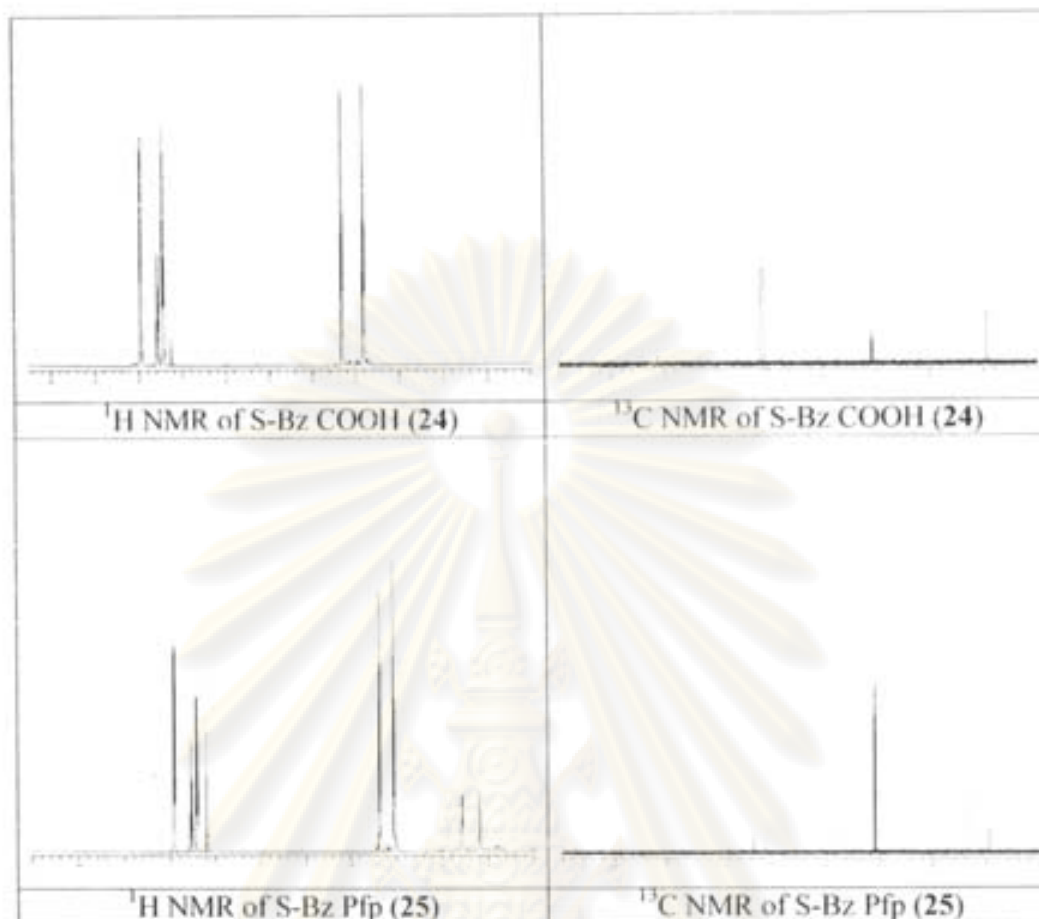 ¹H NMR of S-Bz COOH (24)
¹³C NMR of S-Bz COOH (24)
¹H NMR of S-Bz Pfp (25)
¹³C NMR of S-Bz Pfp (25)